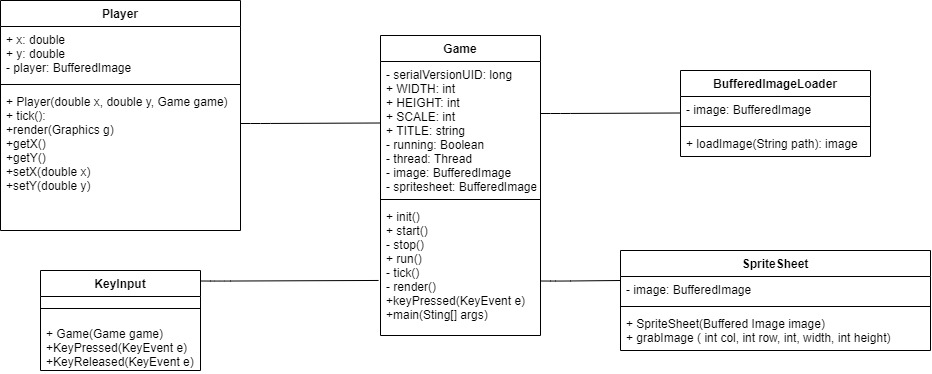 Player
+ x: double
+ y: double
- player: BufferedImage
+ Player(double x, double y, Game game)
+ tick():
+render(Graphics g)
+getX()
+getY()
+setX(double x)
+setY(double y)
Game
- serialVersionUID: long
+ WIDTH: int
+ HEIGHT: int
+ SCALE: int
+ TITLE: string
- running: Boolean
- thread: Thread
- image: BufferedImage
- spritesheet: BufferedImage
+ init()
+ start()
- stop()
+ run()
- tick()
- render()
+keyPressed(KeyEvent e)
+main(Sting[] args)
BufferedImageLoader
- image: BufferedImage
+ loadImage(String path): image
KeyInput
+ Game(Game game)
+KeyPressed(KeyEvent e)
+KeyReleased(KeyEvent e)
SpriteSheet
- image: BufferedImage
+ SpriteSheet(Buffered Image image)
+ grabImage ( int col, int row, int, width, int height)